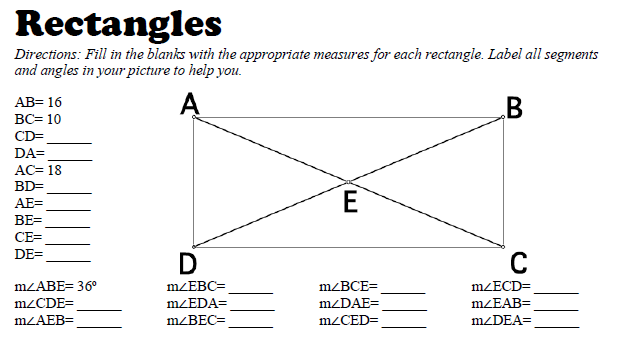 Rectangles
Directions: Fill in the blanks with the appropriate measures for each rectangle. Label all segments
and angles in your picture to help you.
AB= 16
BC= 10
CD= ______
DA= ______
AC= 18
BD= ______
AE= ______
BE= ______
CE= ______
DE= ______
A
B
E
D
C
m∠ABE= 36º m∠EBC= ______ m∠BCE= ______ m∠ECD= ______
m∠CDE= ______ m∠EDA= ______ m∠DAE= ______ m∠EAB= ______
m∠AEB= ______ m∠BEC= ______ m∠CED= ______ m∠DEA= ______